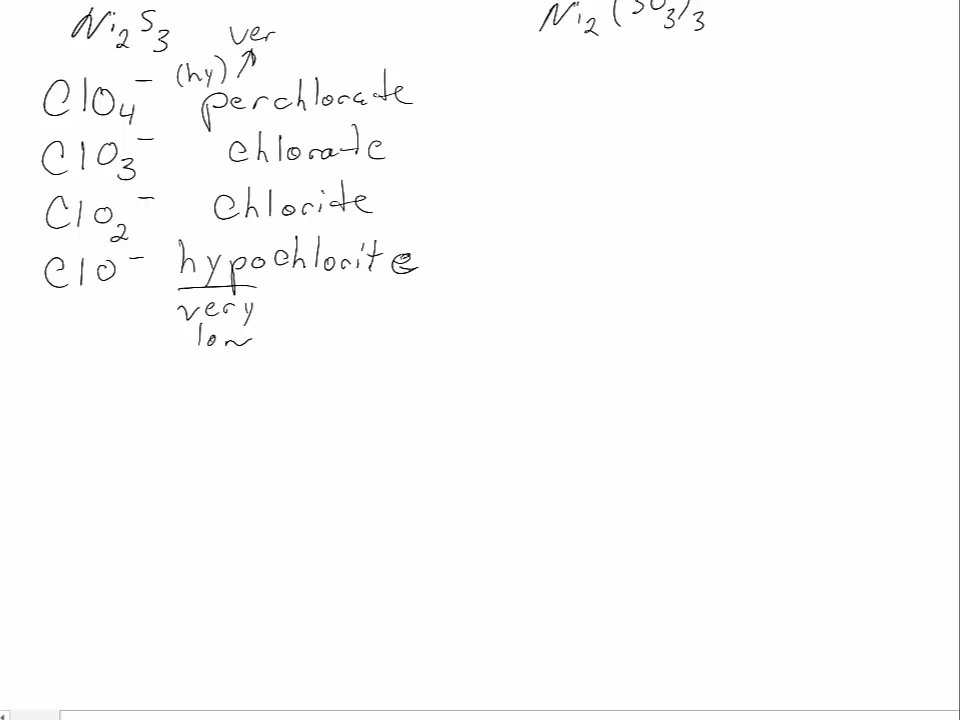 Ni₂S₃
Ni₂(SO₃)₃
ver
ClO₄⁻ (hy) perchlorate
ClO₃⁻ chlorate
ClO₂⁻ chlorite
ClO⁻ hypochlorite
very
low